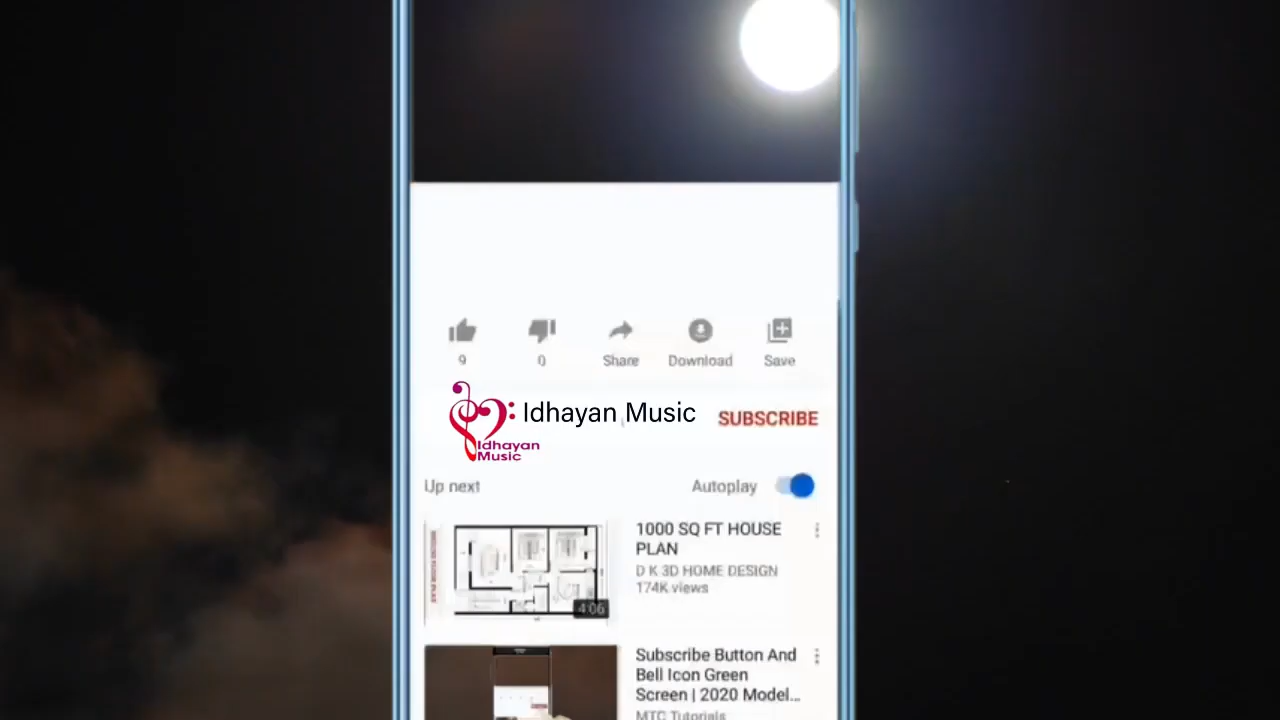 9
0
Share
Download
Save
Idhayan Music
SUBSCRIBE
Idhayan
Music
Up next
Autoplay
1000 SQ FT HOUSE
PLAN
D K 3D HOME DESIGN
174K views
4:06
Subscribe Button And
Bell Icon Green
Screen | 2020 Model...
MTC Tutorials